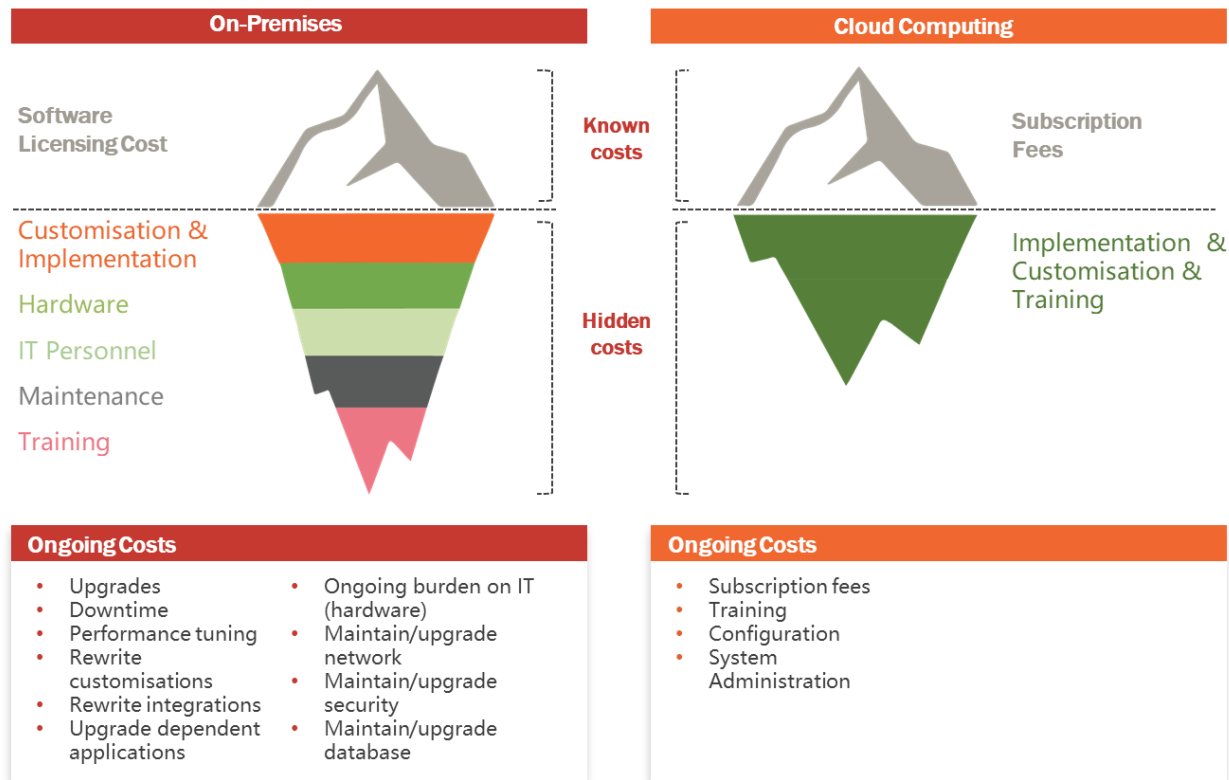 On-Premises
Software
Licensing Cost
Customisation &
Implementation
Hardware
IT Personnel
Maintenance
Training
Known
costs
Hidden
costs
Cloud Computing
Subscription
Fees
Implementation &
Customisation &
Training
Ongoing Costs
• Upgrades
• Downtime
• Performance tuning
• Rewrite
customisations
• Rewrite integrations
• Upgrade dependent
applications
• Ongoing burden on IT
(hardware)
• Maintain/upgrade
network
• Maintain/upgrade
security
• Maintain/upgrade
database
Ongoing Costs
• Subscription fees
• Training
• Configuration
• System
Administration